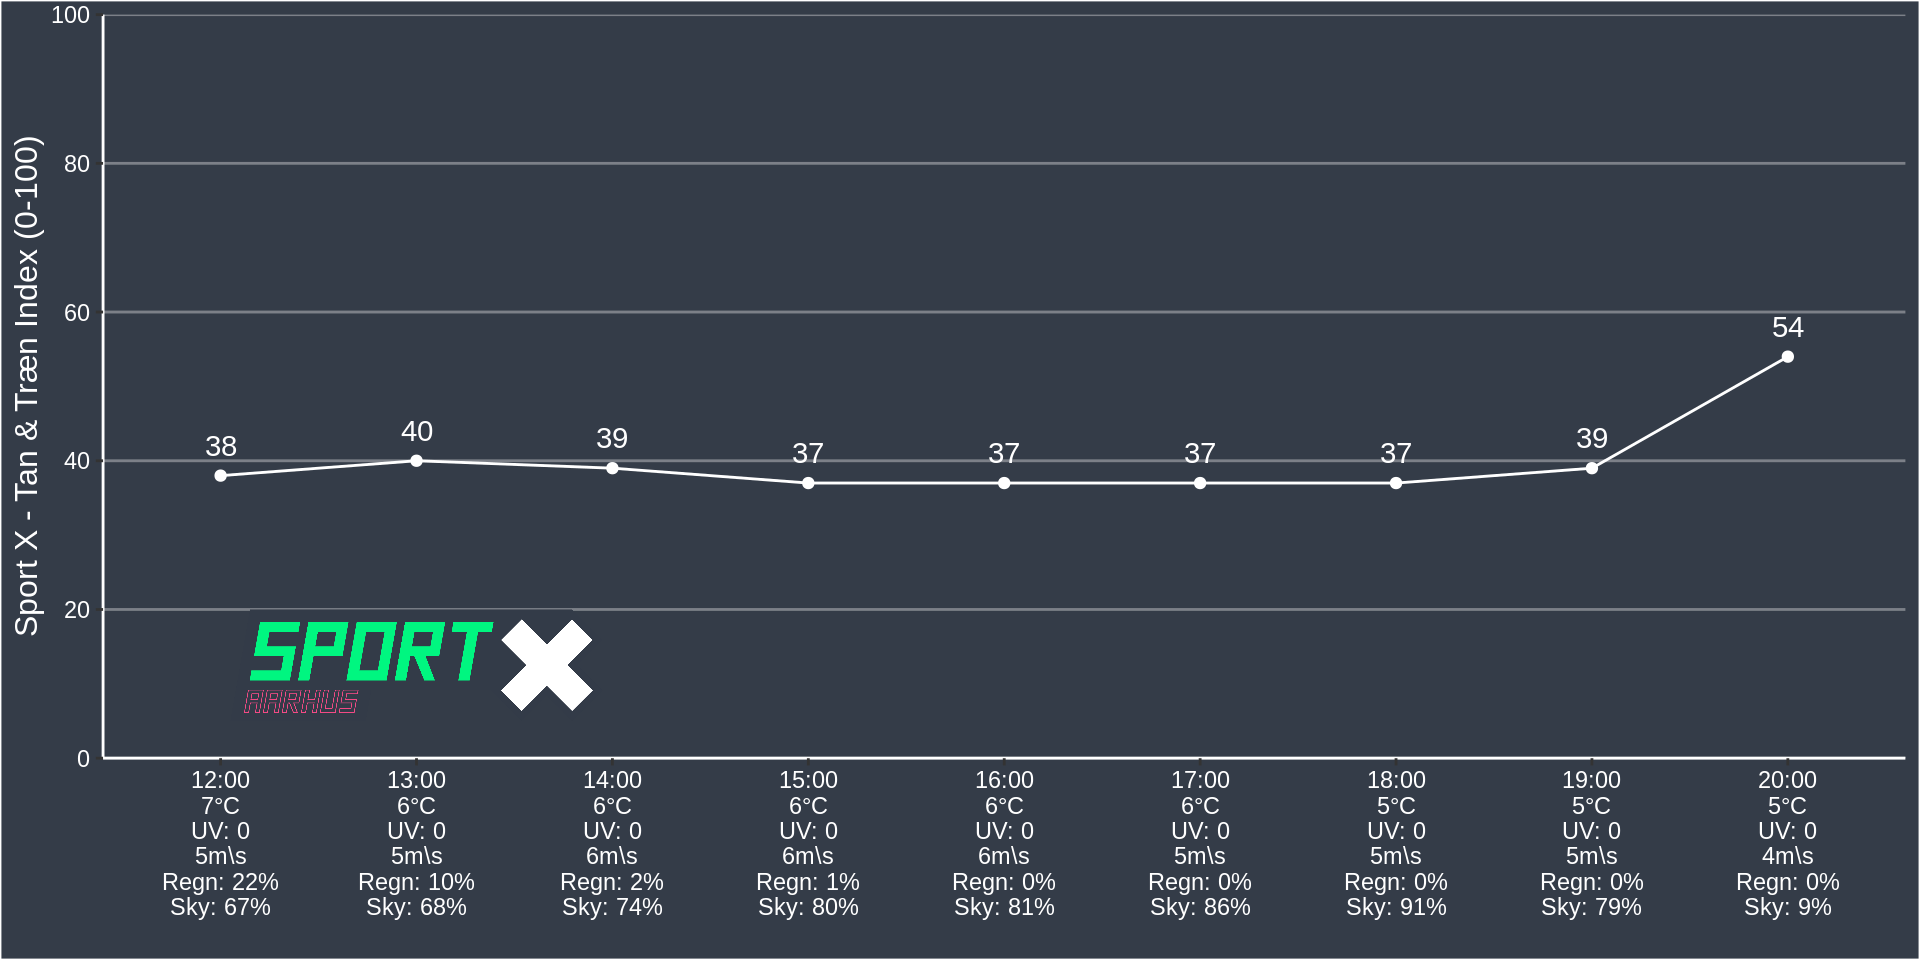 Sport X - Tan & Træn Index (0-100)
100
80
60
40
20
0
38
40
39
37
37
37
37
39
54
SPORT X
AARHUS
12:00 13:00 14:00 15:00 16:00 17:00 18:00 19:00 20:00
7°C 6°C 6°C 6°C 6°C 6°C 5°C 5°C 5°C
UV: 0 UV: 0 UV: 0 UV: 0 UV: 0 UV: 0 UV: 0 UV: 0 UV: 0
5m\s 5m\s 6m\s 6m\s 6m\s 5m\s 5m\s 5m\s 4m\s
Regn: 22% Regn: 10% Regn: 2% Regn: 1% Regn: 0% Regn: 0% Regn: 0% Regn: 0% Regn: 0%
Sky: 67% Sky: 68% Sky: 74% Sky: 80% Sky: 81% Sky: 86% Sky: 91% Sky: 79% Sky: 9%